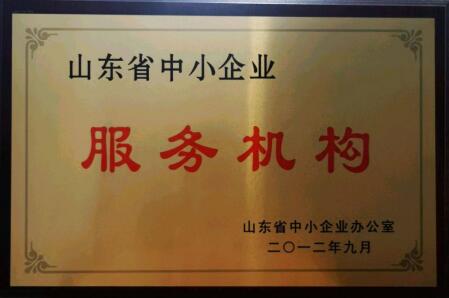 山东省中小企业
服务机构
山东省中小企业办公室
二〇一二年九月